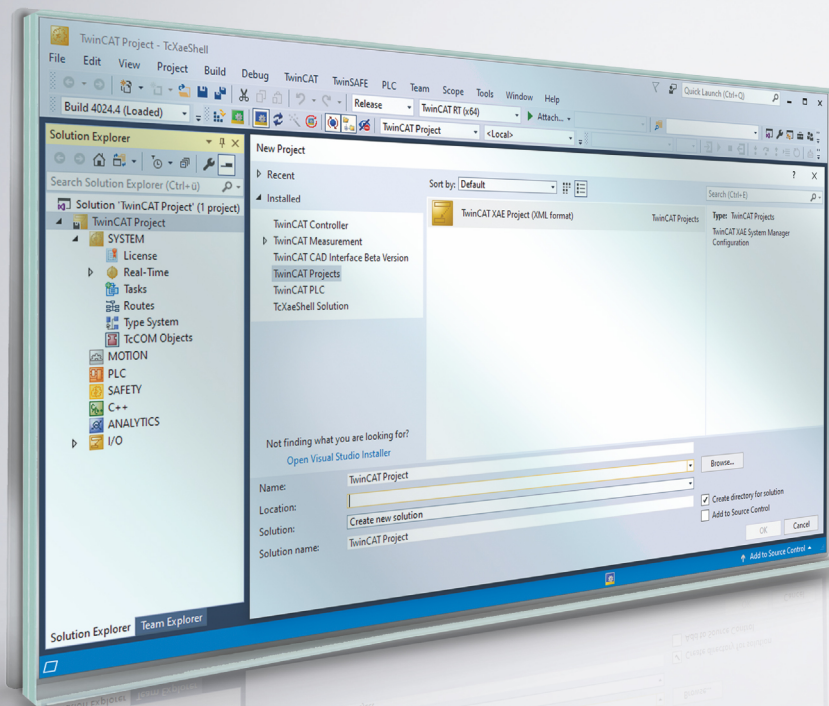 TwinCAT Project - TcXaeShell
File Edit View Project Build Debug TwinCAT TwinSAFE PLC Team Scope Tools Window Help
Quick Launch (Ctrl+Q)
Release TwinCAT RT (x64) Attach...
Build 4024.4 (Loaded) TwinCAT Project <Local>
Solution Explorer
Search Solution Explorer (Ctrl+ü)
Solution 'TwinCAT Project' (1 project)
TwinCAT Project
SYSTEM
License
Real-Time
Tasks
Routes
Type System
TcCOM Objects
MOTION
PLC
SAFETY
C++
ANALYTICS
I/O
Solution Explorer Team Explorer
New Project
? X
Recent
Installed
TwinCAT Controller
TwinCAT Measurement
TwinCAT CAD Interface Beta Version
TwinCAT Projects
TwinCAT PLC
TcXaeShell Solution
Not finding what you are looking for?
Open Visual Studio Installer
Sort by: Default
TwinCAT XAE Project (XML format) TwinCAT Projects
Search (Ctrl+E)
Type: TwinCAT Projects
TwinCAT XAE System Manager
Configuration
Name: TwinCAT Project
Location:
Browse...
Solution: Create new solution
Solution name: TwinCAT Project
Create directory for solution
Add to Source Control
OK Cancel
Add to Source Control